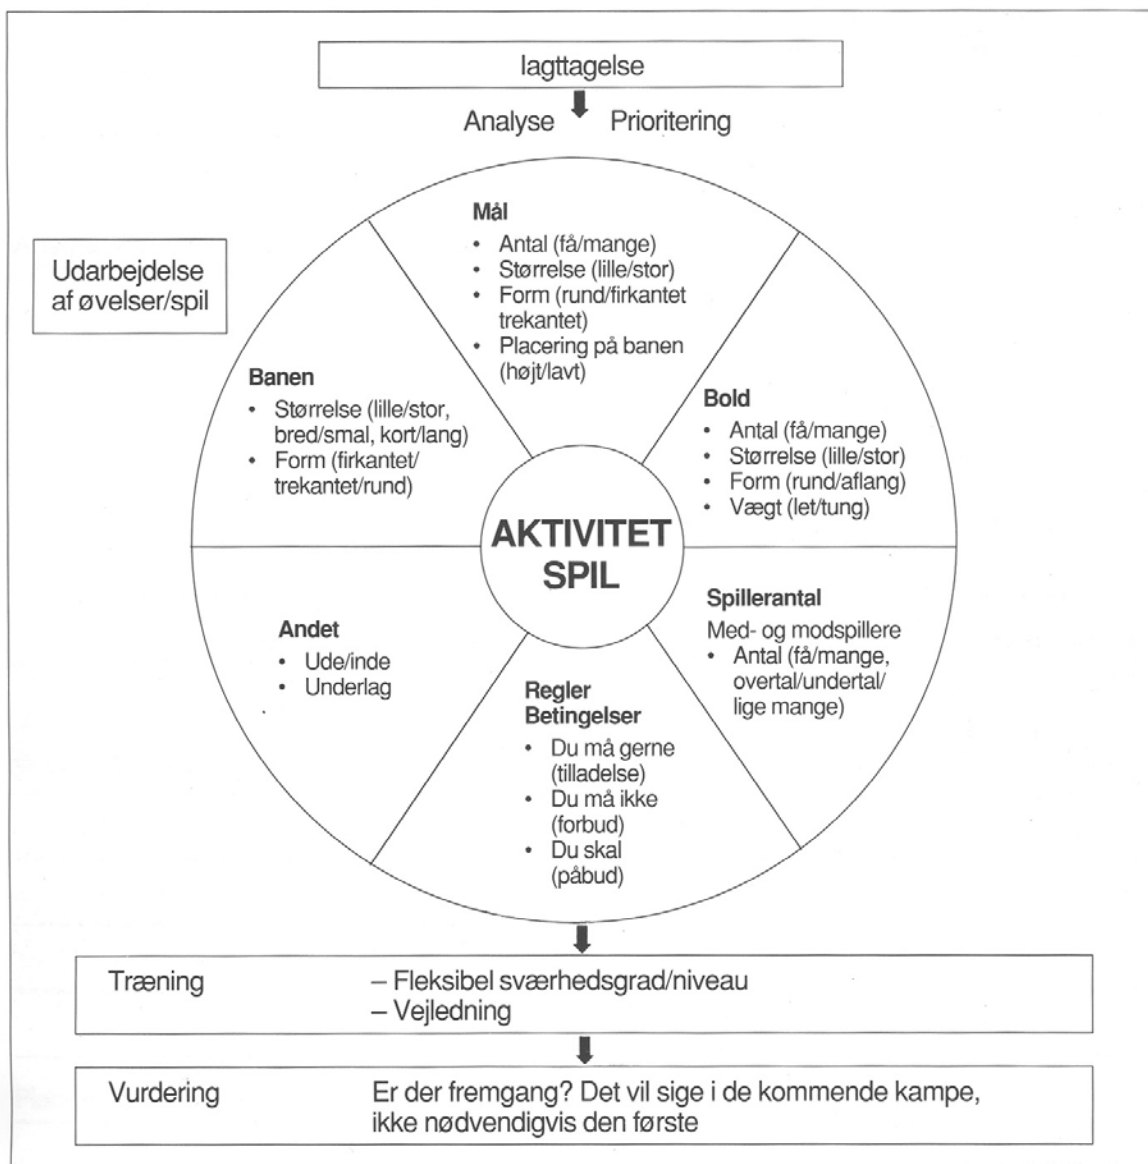 Iagttagelse
Analyse Prioritering
Udarbejdelse
af øvelser/spil
Mål
• Antal (få/mange)
• Størrelse (lille/stor)
• Form (rund/firkantet
trekantet)
• Placering på banen
(højt/lavt)
Banen
• Størrelse (lille/stor,
bred/smal, kort/lang)
• Form (firkantet/
trekantet/rund)
Bold
• Antal (få/mange)
• Størrelse (lille/stor)
• Form (rund/aflang)
• Vægt (let/tung)
AKTIVITET
SPIL
Andet
• Ude/inde
• Underlag
Spillerantal
Med- og modspillere
• Antal (få/mange,
overtal/undertal/
lige mange)
Regler
Betingelser
• Du må gerne
(tilladelse)
• Du må ikke
(forbud)
• Du skal
(påbud)
Træning – Fleksibel sværhedsgrad/niveau
– Vejledning
Vurdering Er der fremgang? Det vil sige i de kommende kampe,
ikke nødvendigvis den første